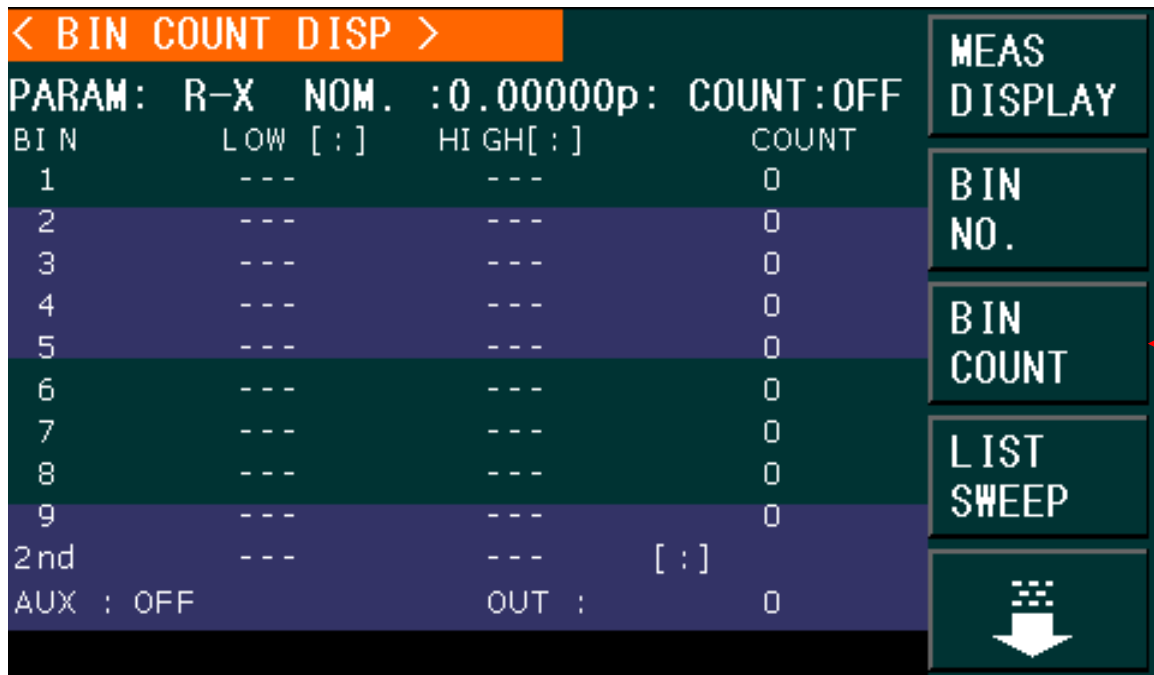 < BIN COUNT DISP >
PARAM: R-X NOM. :0.00000p: COUNT:OFF
BIN LOW [:] HIGH[:] COUNT
1 --- --- 0
2 --- --- 0
3 --- --- 0
4 --- --- 0
5 --- --- 0
6 --- --- 0
7 --- --- 0
8 --- --- 0
9 --- --- 0
2nd --- --- [:]
AUX : OFF OUT : 0
MEAS
DISPLAY
BIN
NO.
BIN
COUNT
LIST
SWEEP